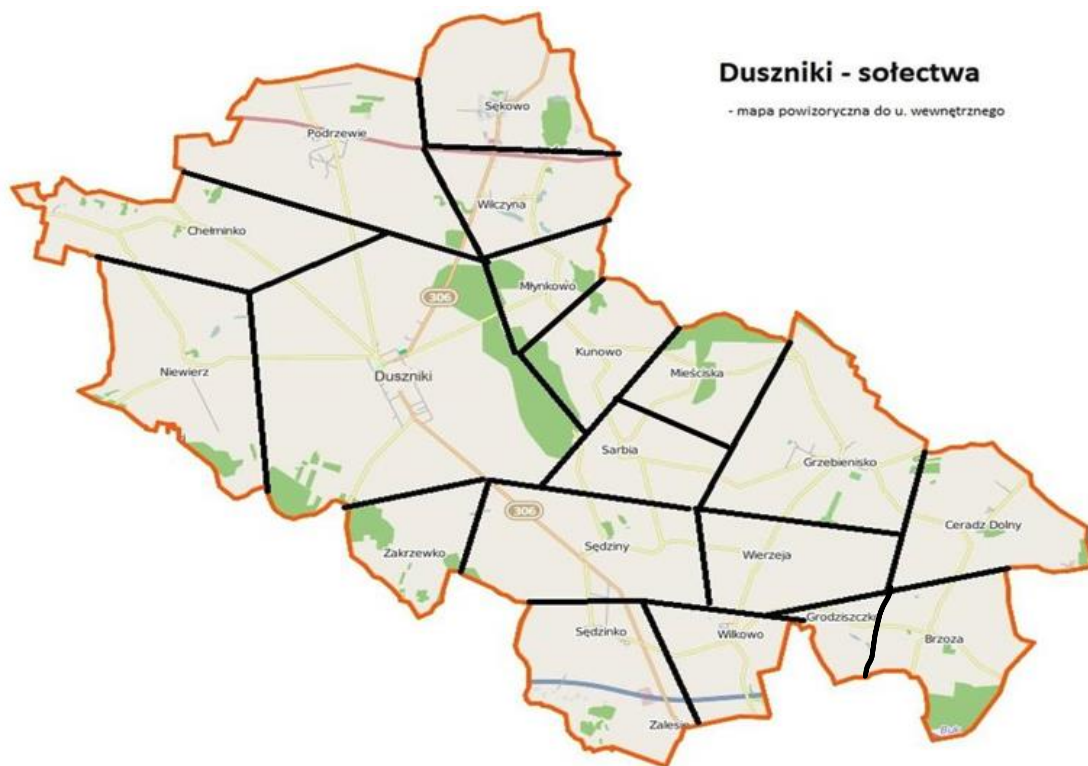 Duszniki - sołectwa
- mapa powizoryczna do u. wewnętrznego
Sękowo
Podrzewie
Wilczyna
Chełminko
Młynkowo
306
Kunowo
Niewierz
Duszniki
Mieściska
Sarbia
Grzebienisko
306
Ceradz Dolny
Zakrzewko
Sędziny
Wierzeja
Grodziszczko
Sędzinko
Wilkowo
Brzoza
Zalesie
Buk